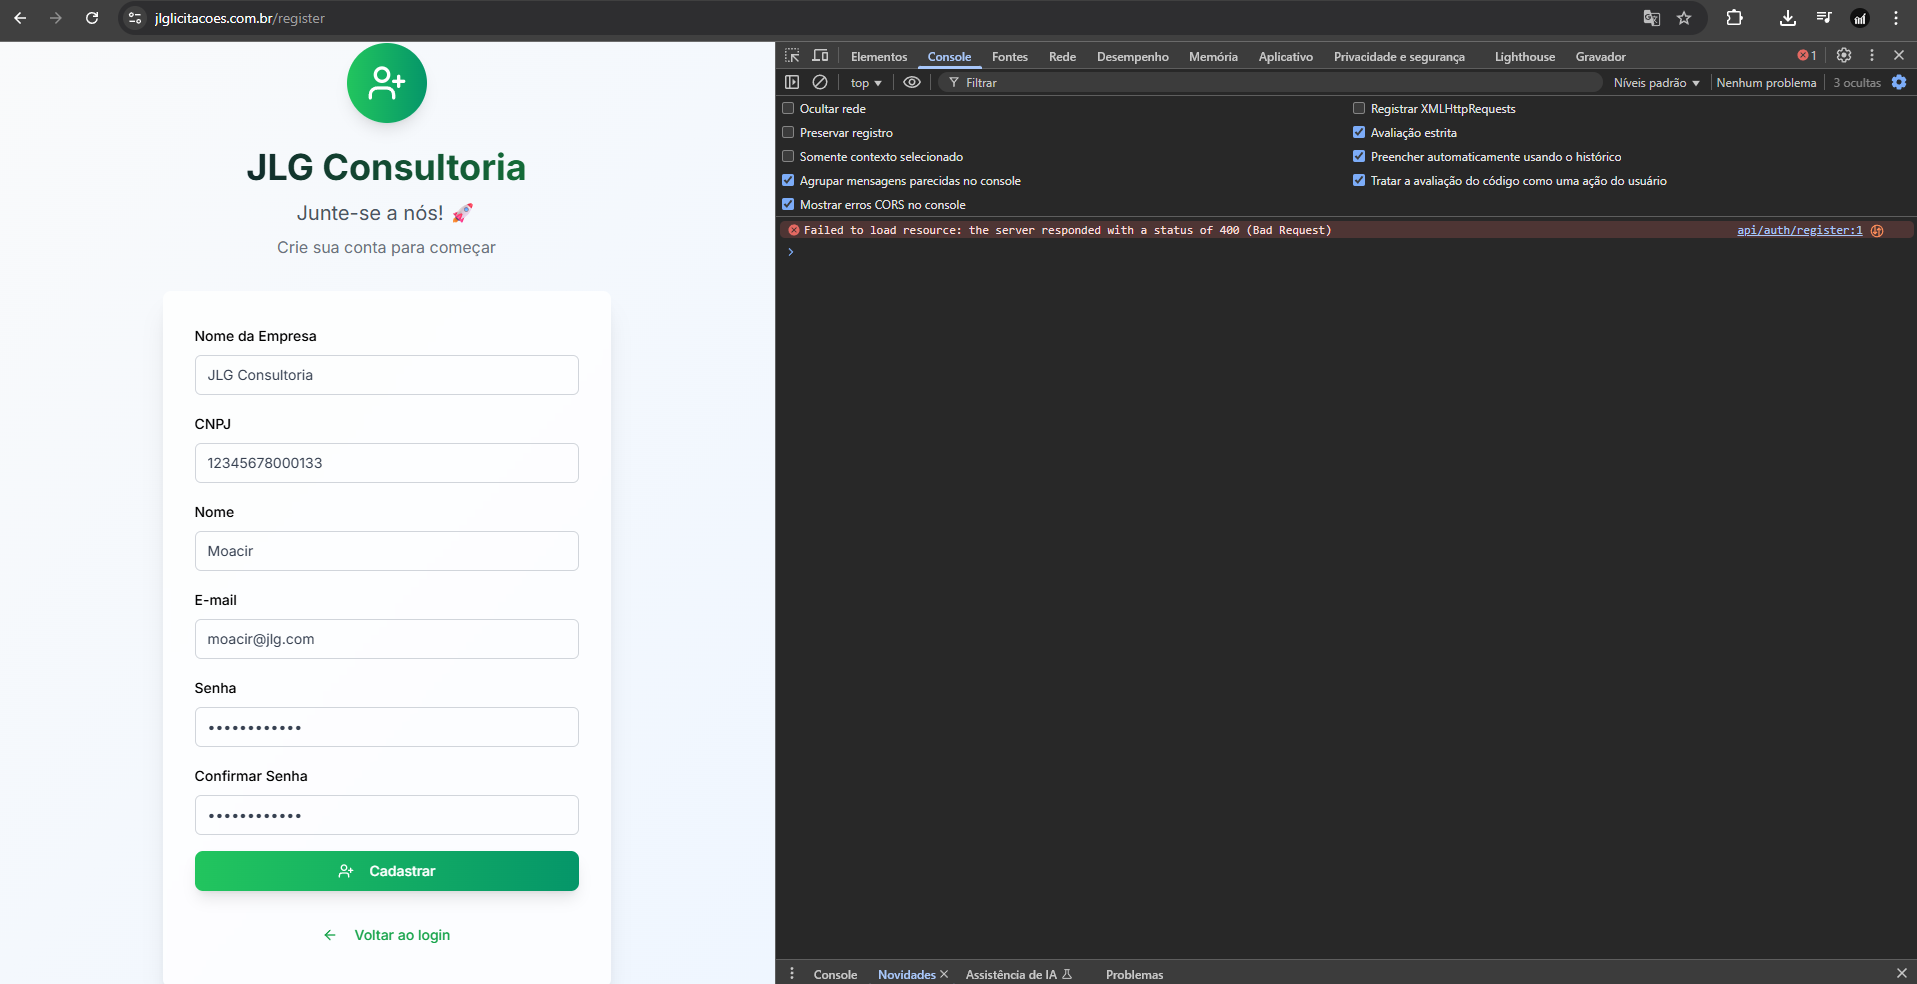 jlglicitacoes.com.br/register
JLG Consultoria
Junte-se a nós! 🚀
Crie sua conta para começar
Nome da Empresa
JLG Consultoria
CNPJ
12345678000133
Nome
Moacir
E-mail
moacir@jlg.com
Senha
••••••••••••
Confirmar Senha
••••••••••••
Cadastrar
Voltar ao login
Elementos Console Fontes Rede Desempenho Memória Aplicativo Privacidade e segurança Lighthouse Gravador 1
top Filtrar Níveis padrão Nenhum problema 3 ocultas
Ocultar rede
Preservar registro
Somente contexto selecionado
Agrupar mensagens parecidas no console
Mostrar erros CORS no console
Registrar XMLHttpRequests
Avaliação estrita
Preencher automaticamente usando o histórico
Tratar a avaliação do código como uma ação do usuário
Failed to load resource: the server responded with a status of 400 (Bad Request) api/auth/register:1
Console Novidades Assistência de IA Problemas